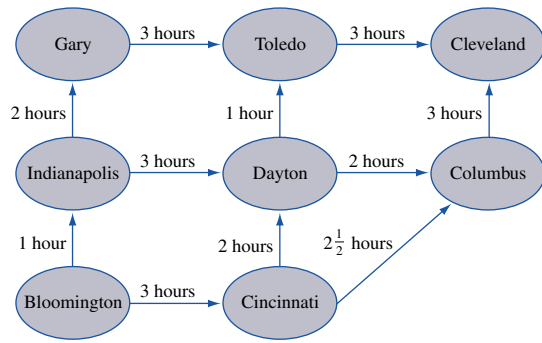 Gary 3 hours Toledo 3 hours Cleveland
2 hours 1 hour 3 hours
Indianapolis 3 hours Dayton 2 hours Columbus
1 hour 2 hours 2 1/2 hours
Bloomington 3 hours Cincinnati